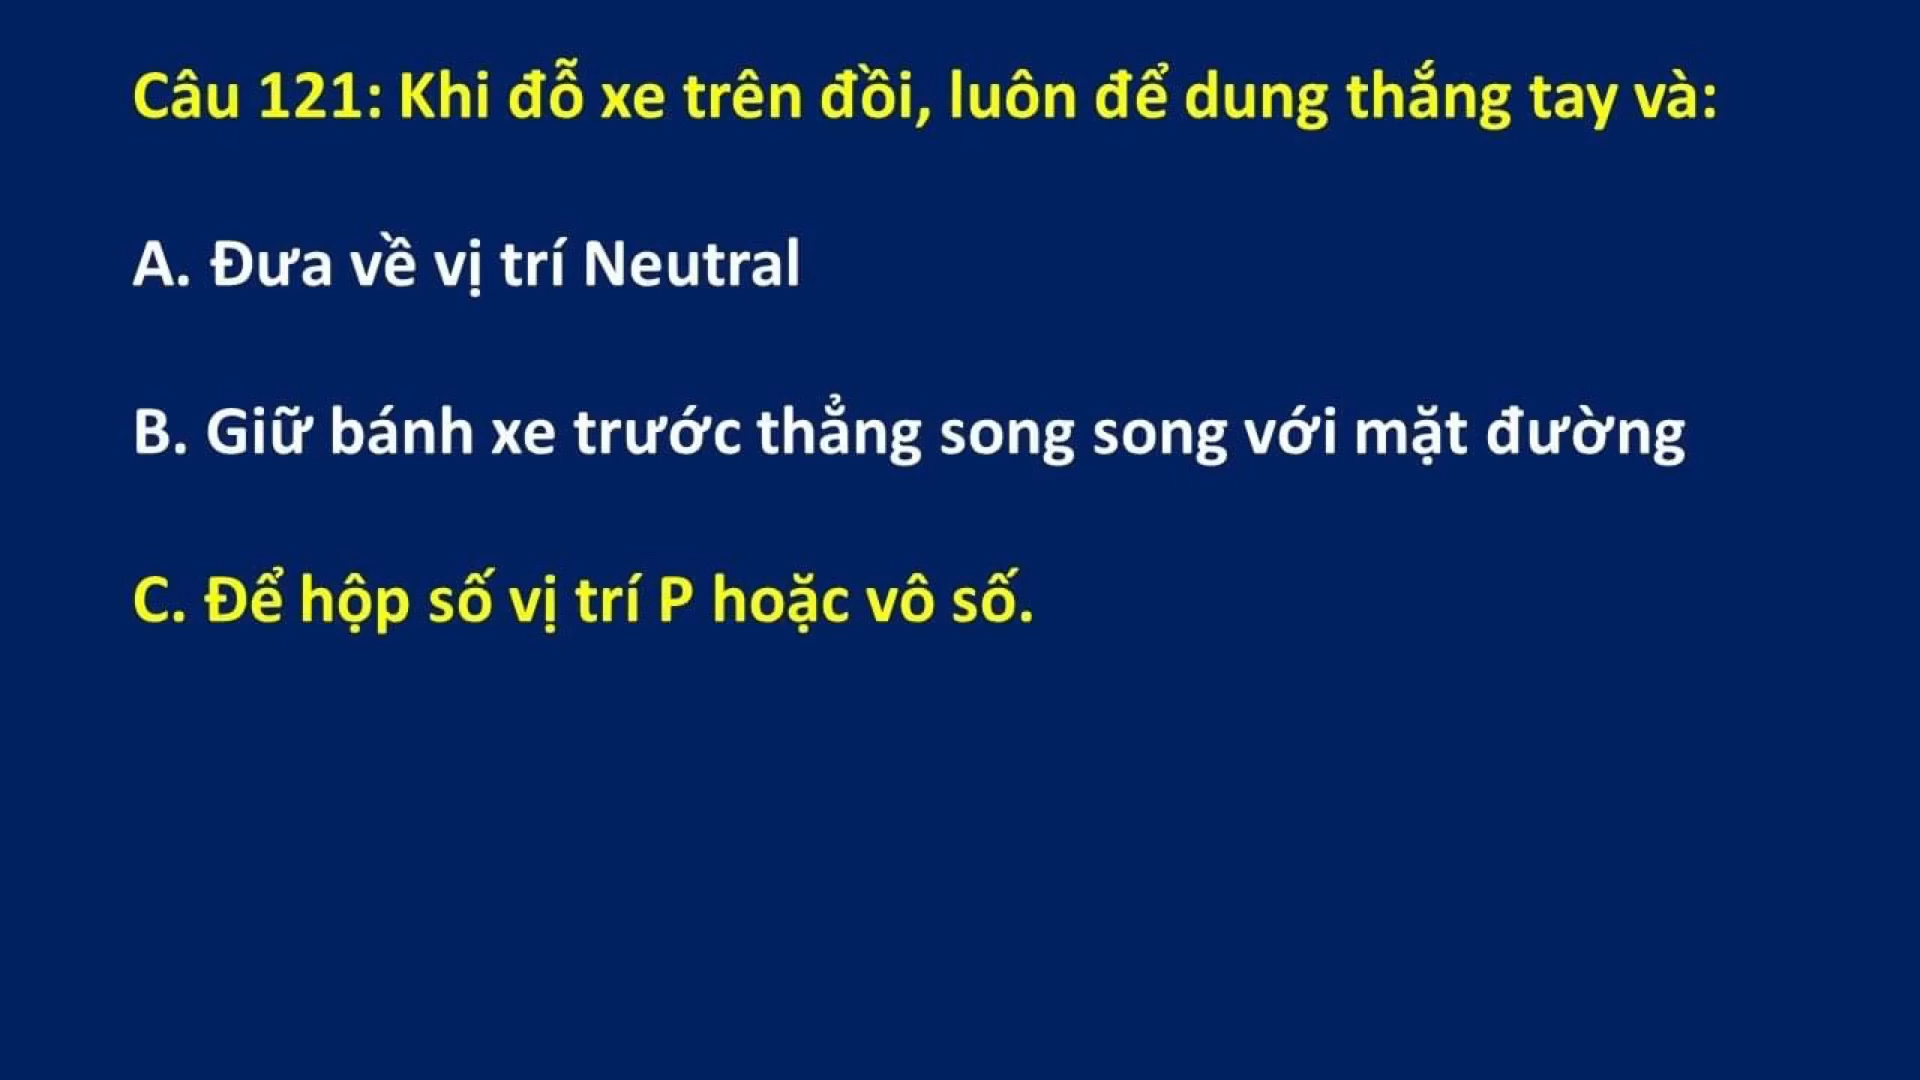 Câu 121: Khi đỗ xe trên đồi, luôn để dung thắng tay và:
A. Đưa về vị trí Neutral
B. Giữ bánh xe trước thẳng song song với mặt đường
C. Để hộp số vị trí P hoặc vô số.